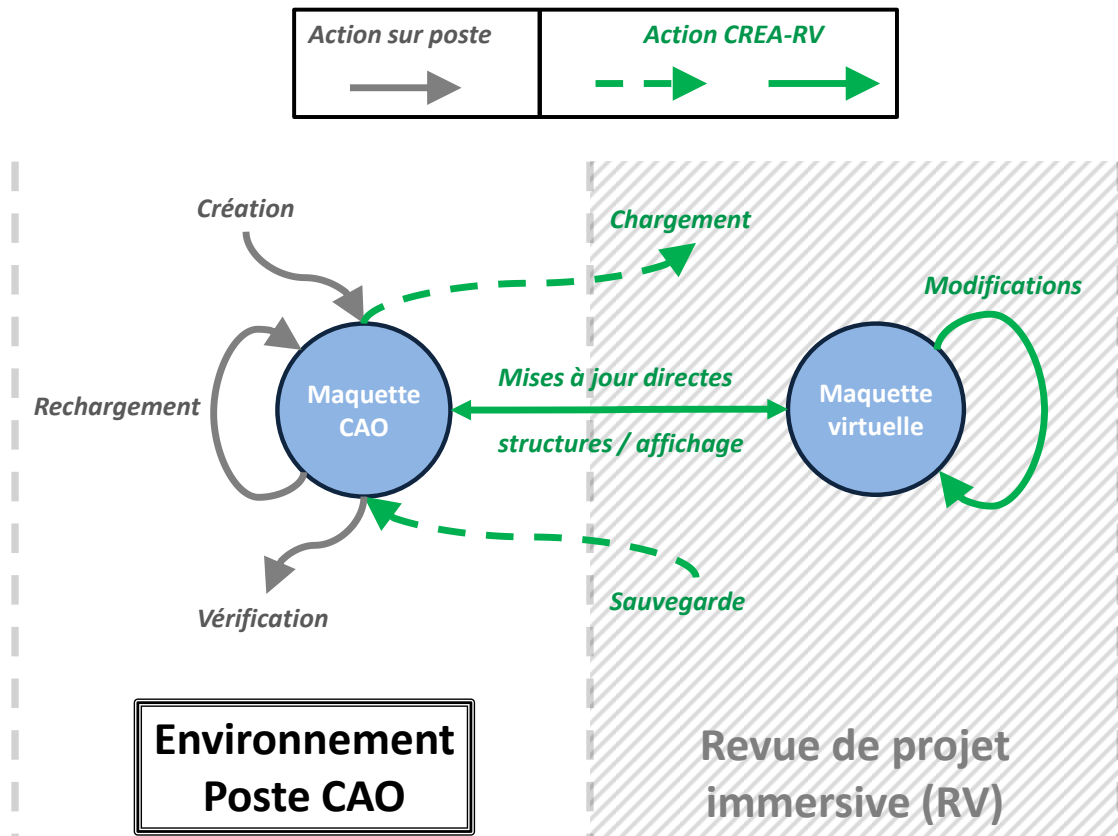 Action sur poste
Action CREA-RV
Création
Chargement
Modifications
Rechargement
Maquette
CAO
Mises à jour directes
structures / affichage
Maquette
virtuelle
Sauvegarde
Vérification
Environnement
Poste CAO
Revue de projet
immersive (RV)